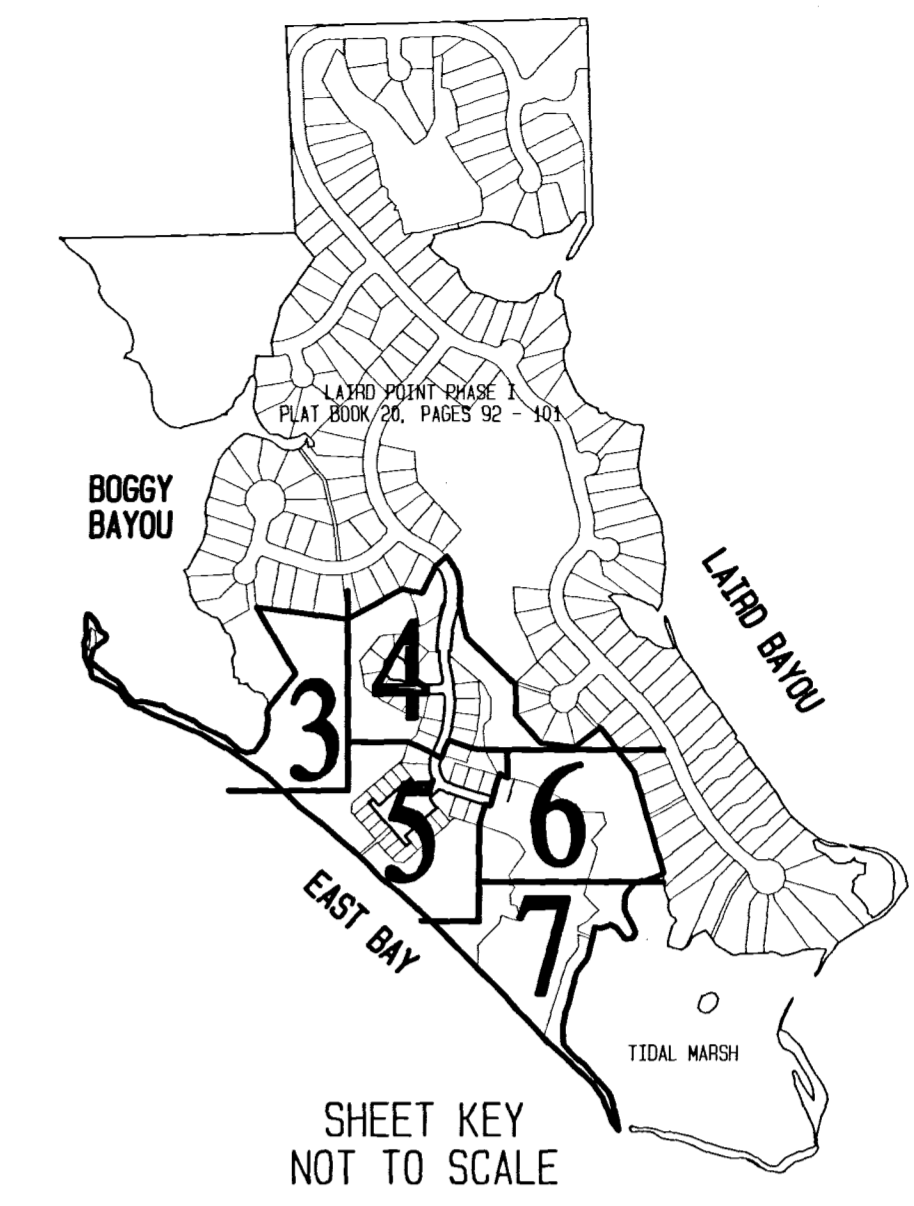 LAIRD POINT PHASE I
PLAT BOOK 20, PAGES 92 - 101
BOGGY
BAYOU
LAIRD BAYOU
4
3
6
5
EAST BAY
7
TIDAL MARSH
SHEET KEY
NOT TO SCALE